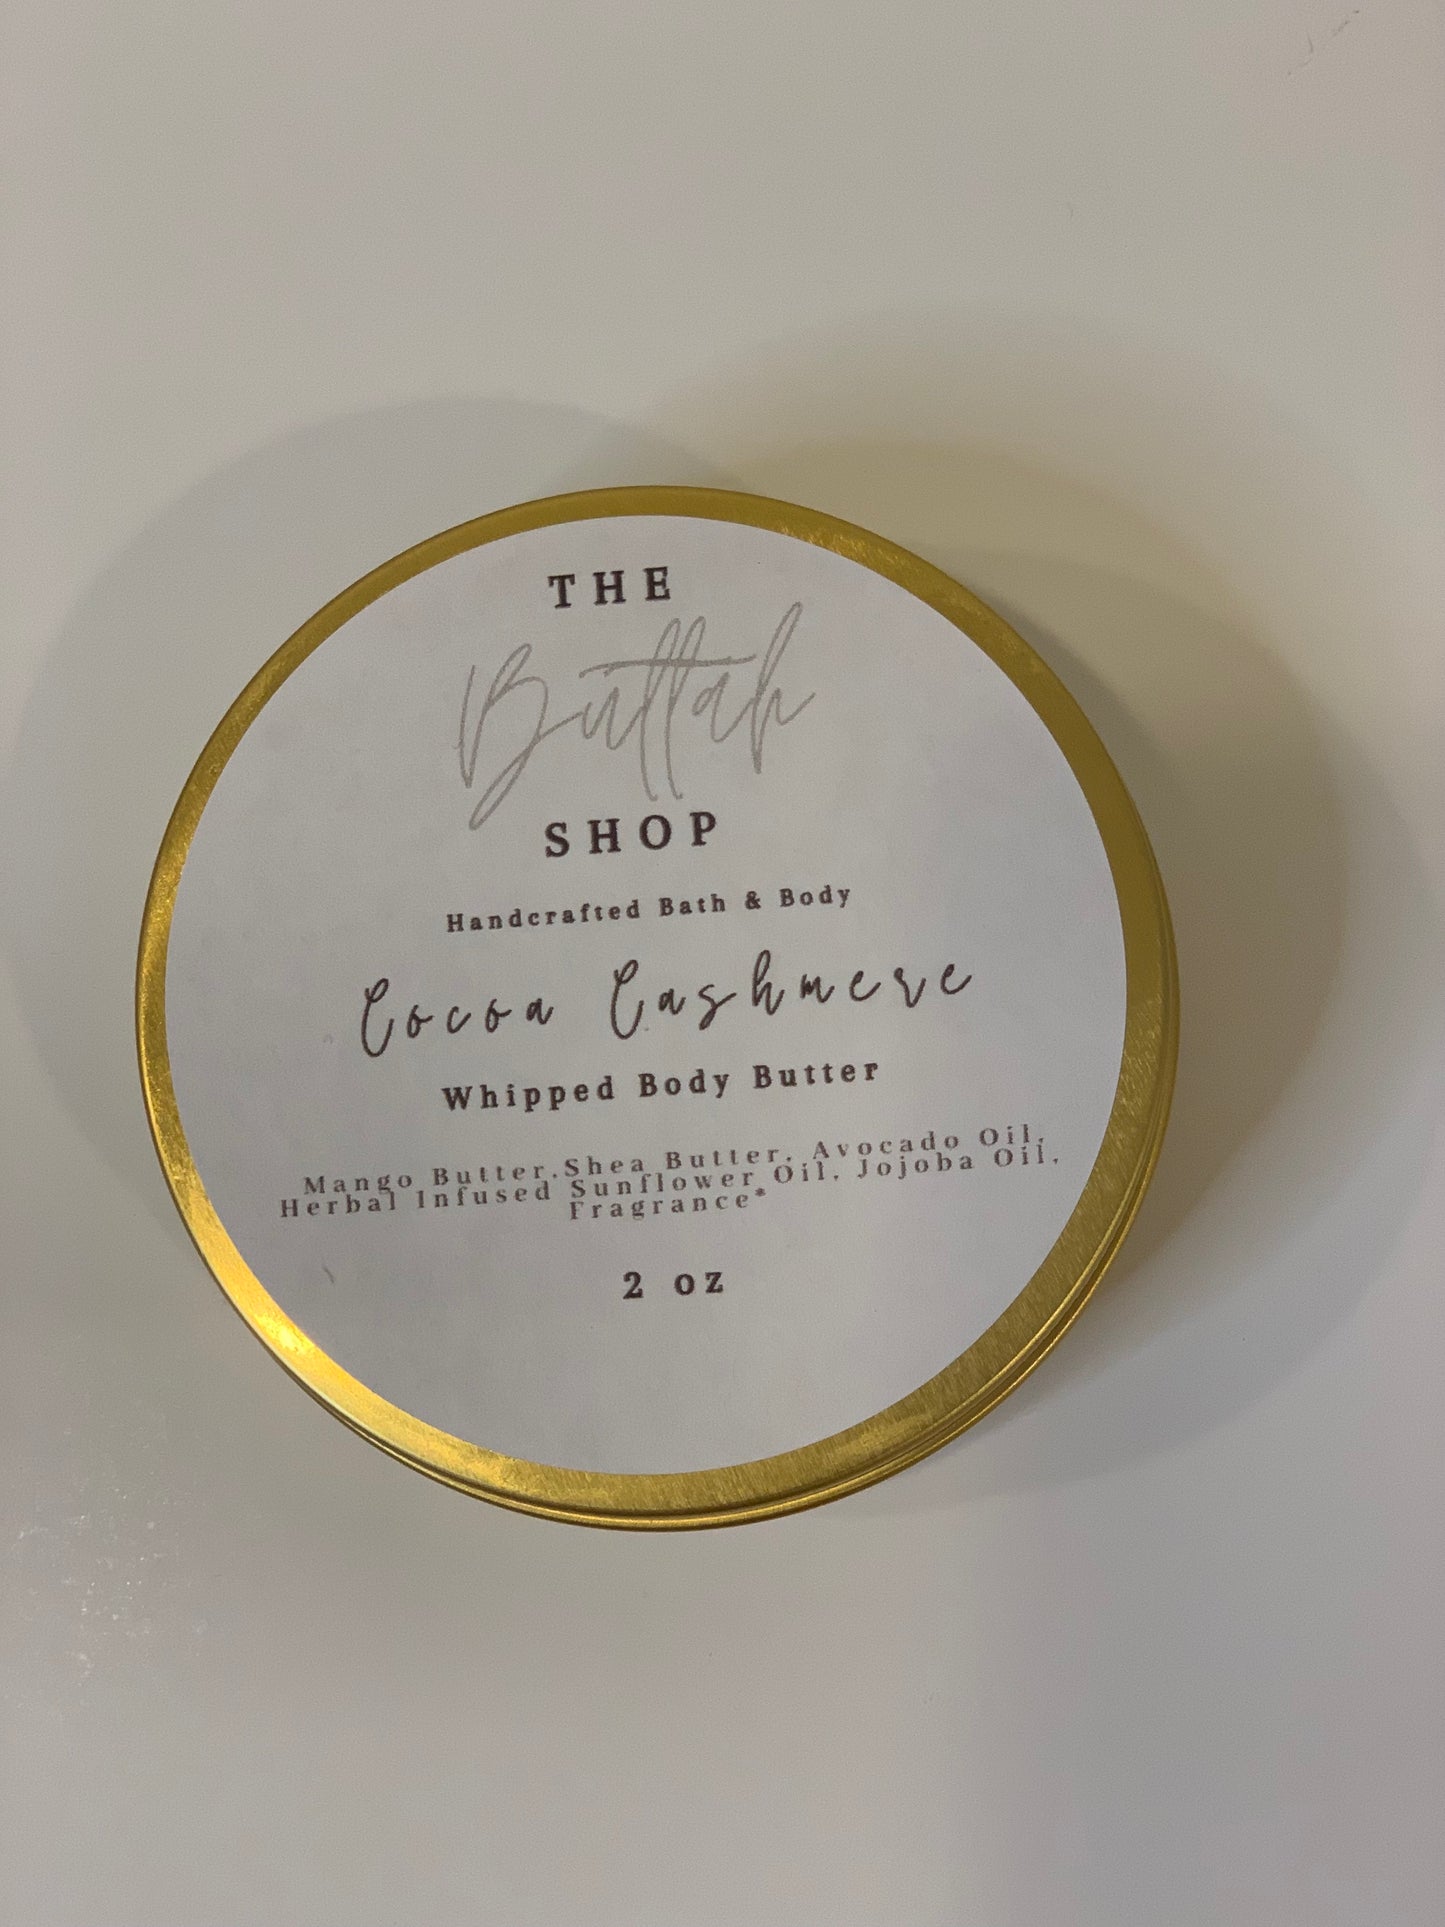 THE
Buttah
SHOP
Handcrafted Bath & Body
Cocoa Cashmere
Whipped Body Butter
Mango Butter,Shea Butter, Avocado Oil,
Herbal Infused Sunflower Oil, Jojoba Oil,
Fragrance*
2 oz